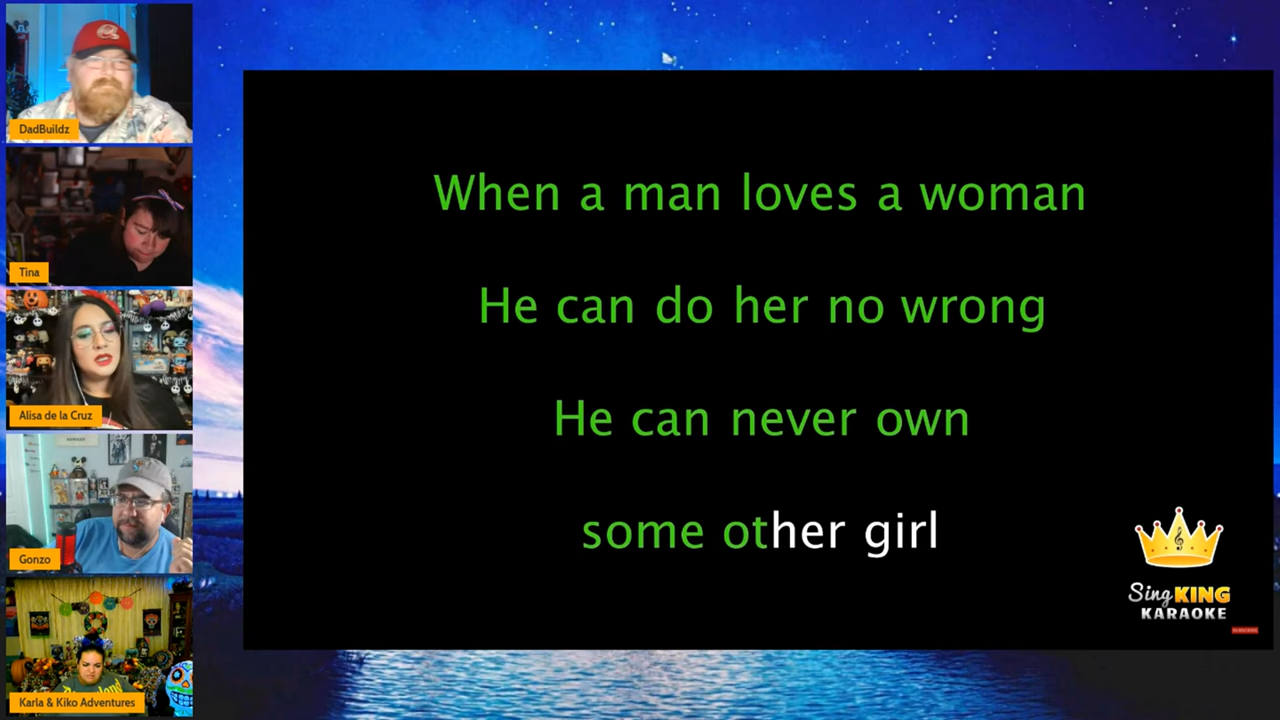 DadBuildz
Tina
Alisa de la Cruz
Gonzo
Karla & Kiko Adventures
When a man loves a woman
He can do her no wrong
He can never own
some other girl
Sing KING
KARAOKE